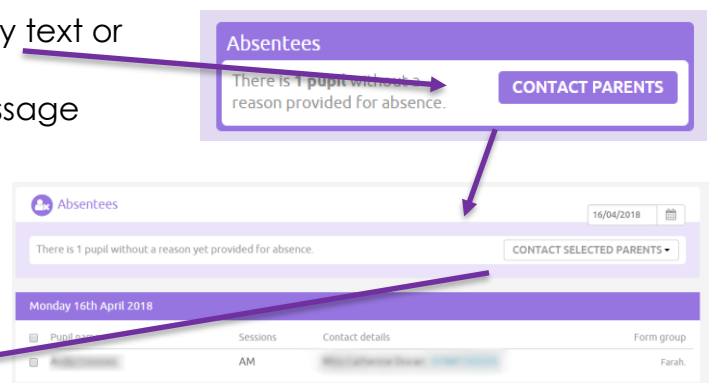 y text or
ssage
Absentees
There is 1 pupil without a
reason provided for absence.
CONTACT PARENTS
Absentees
16/04/2018
There is 1 pupil without a reason yet provided for absence.
CONTACT SELECTED PARENTS
Monday 16th April 2018
Pupil name Sessions Contact details Form group
AM Farah.